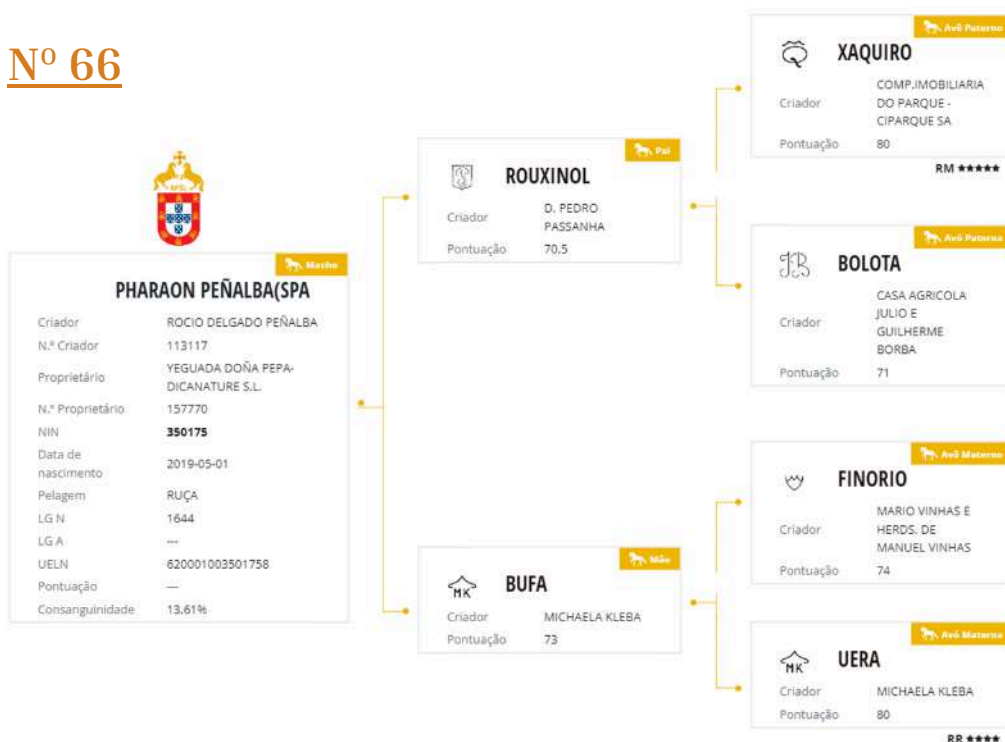 Nº 66
Macho
PHARAON PEÑALBA(SPA
Criador ROCIO DELGADO PEÑALBA
N.º Criador 113117
Proprietário YEGUADA DOÑA PEPA-
DICANATURE S.L.
N.º Proprietário 157770
NIN 350175
Data de
nascimento 2019-05-01
Pelagem RUÇA
LG N 1644
LG A ---
UELN 620001003501758
Pontuação ---
Consanguinidade 13,61%
Pai
ROUXINOL
Criador D. PEDRO
PASSANHA
Pontuação 70,5
Mãe
MK
BUFA
Criador MICHAELA KLEBA
Pontuação 73
Avô Paterno
XAQUIRO
Criador COMP.IMOBILIARIA
DO PARQUE -
CIPARQUE SA
Pontuação 80
RM ★★★★★
Avó Paterna
JB
BOLOTA
Criador CASA AGRICOLA
JULIO E
GUILHERME
BORBA
Pontuação 71
Avô Materno
FINORIO
Criador MARIO VINHAS E
HERDS. DE
MANUEL VINHAS
Pontuação 74
Avó Materna
MK
UERA
Criador MICHAELA KLEBA
Pontuação 80
RR ★★★★